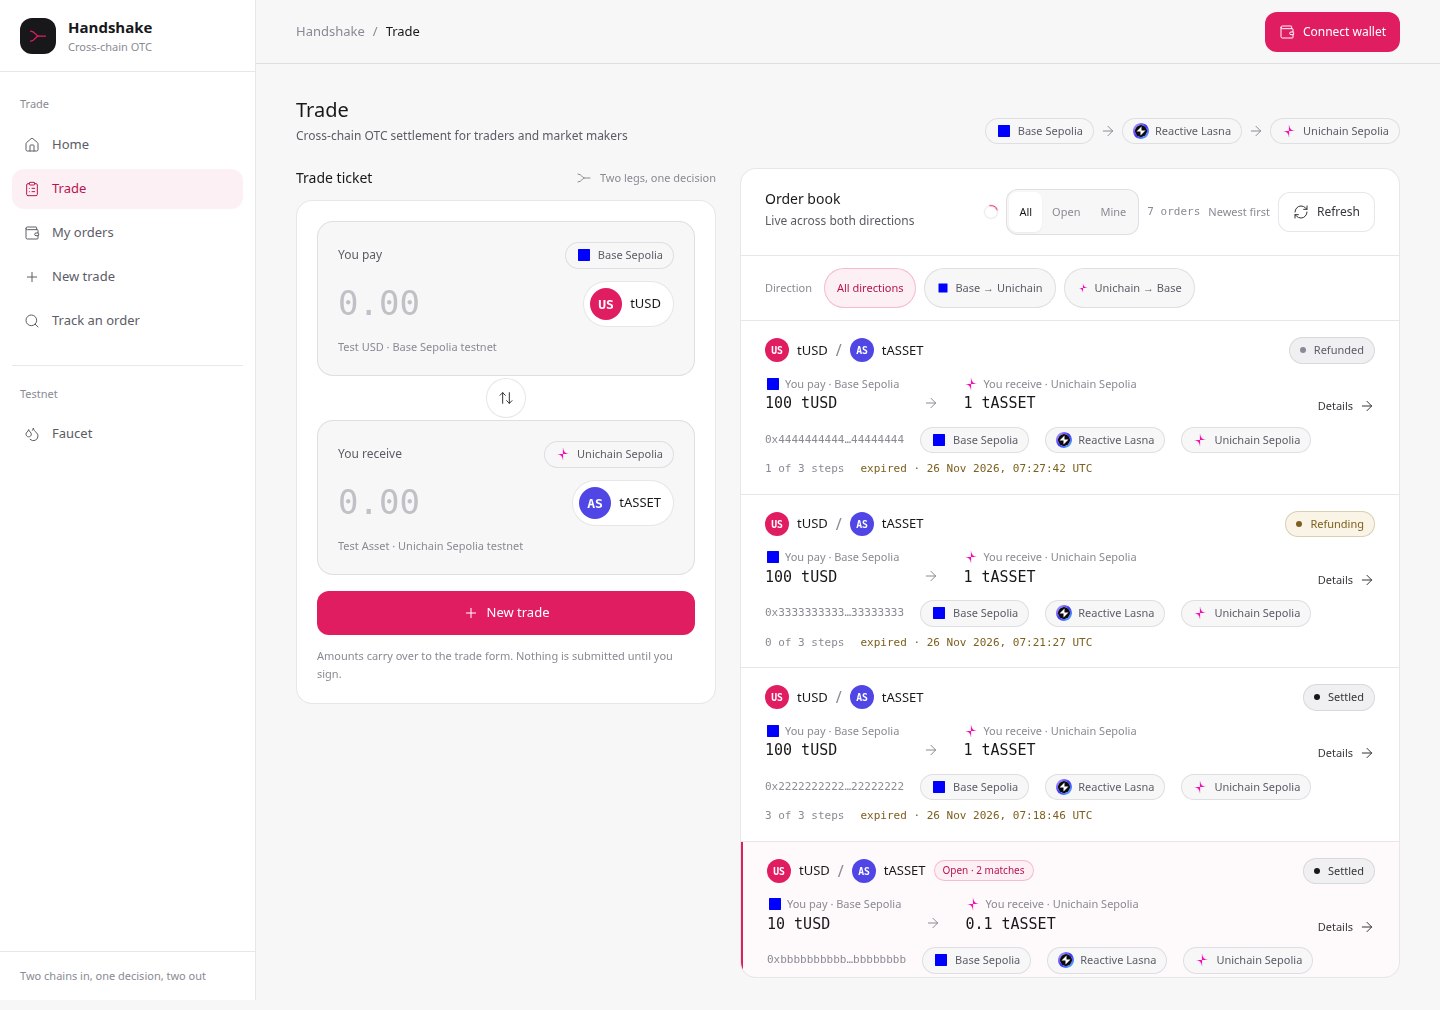 Handshake
Cross-chain OTC
Trade
Home
Trade
My orders
New trade
Track an order
Testnet
Faucet
Two chains in, one decision, two out
Handshake / Trade
Connect wallet
Trade
Cross-chain OTC settlement for traders and market makers
Base Sepolia
Reactive Lasna
Unichain Sepolia
Trade ticket
Two legs, one decision
You pay
Base Sepolia
0.00
US tUSD
Test USD · Base Sepolia testnet
You receive
Unichain Sepolia
0.00
AS tASSET
Test Asset · Unichain Sepolia testnet
New trade
Amounts carry over to the trade form. Nothing is submitted until you
sign.
Order book
Live across both directions
All Open Mine
7 orders
Newest first
Refresh
Direction
All directions
Base → Unichain
Unichain → Base
US tUSD / AS tASSET
Refunded
You pay · Base Sepolia
You receive · Unichain Sepolia
100 tUSD
1 tASSET
Details
0x4444444444…44444444
Base Sepolia
Reactive Lasna
Unichain Sepolia
1 of 3 steps
expired · 26 Nov 2026, 07:27:42 UTC
US tUSD / AS tASSET
Refunding
You pay · Base Sepolia
You receive · Unichain Sepolia
100 tUSD
1 tASSET
Details
0x3333333333…33333333
Base Sepolia
Reactive Lasna
Unichain Sepolia
0 of 3 steps
expired · 26 Nov 2026, 07:21:27 UTC
US tUSD / AS tASSET
Settled
You pay · Base Sepolia
You receive · Unichain Sepolia
100 tUSD
1 tASSET
Details
0x2222222222…22222222
Base Sepolia
Reactive Lasna
Unichain Sepolia
3 of 3 steps
expired · 26 Nov 2026, 07:18:46 UTC
US tUSD / AS tASSET
Open · 2 matches
Settled
You pay · Base Sepolia
You receive · Unichain Sepolia
10 tUSD
0.1 tASSET
Details
0xbbbbbbbbbb…bbbbbbbb
Base Sepolia
Reactive Lasna
Unichain Sepolia